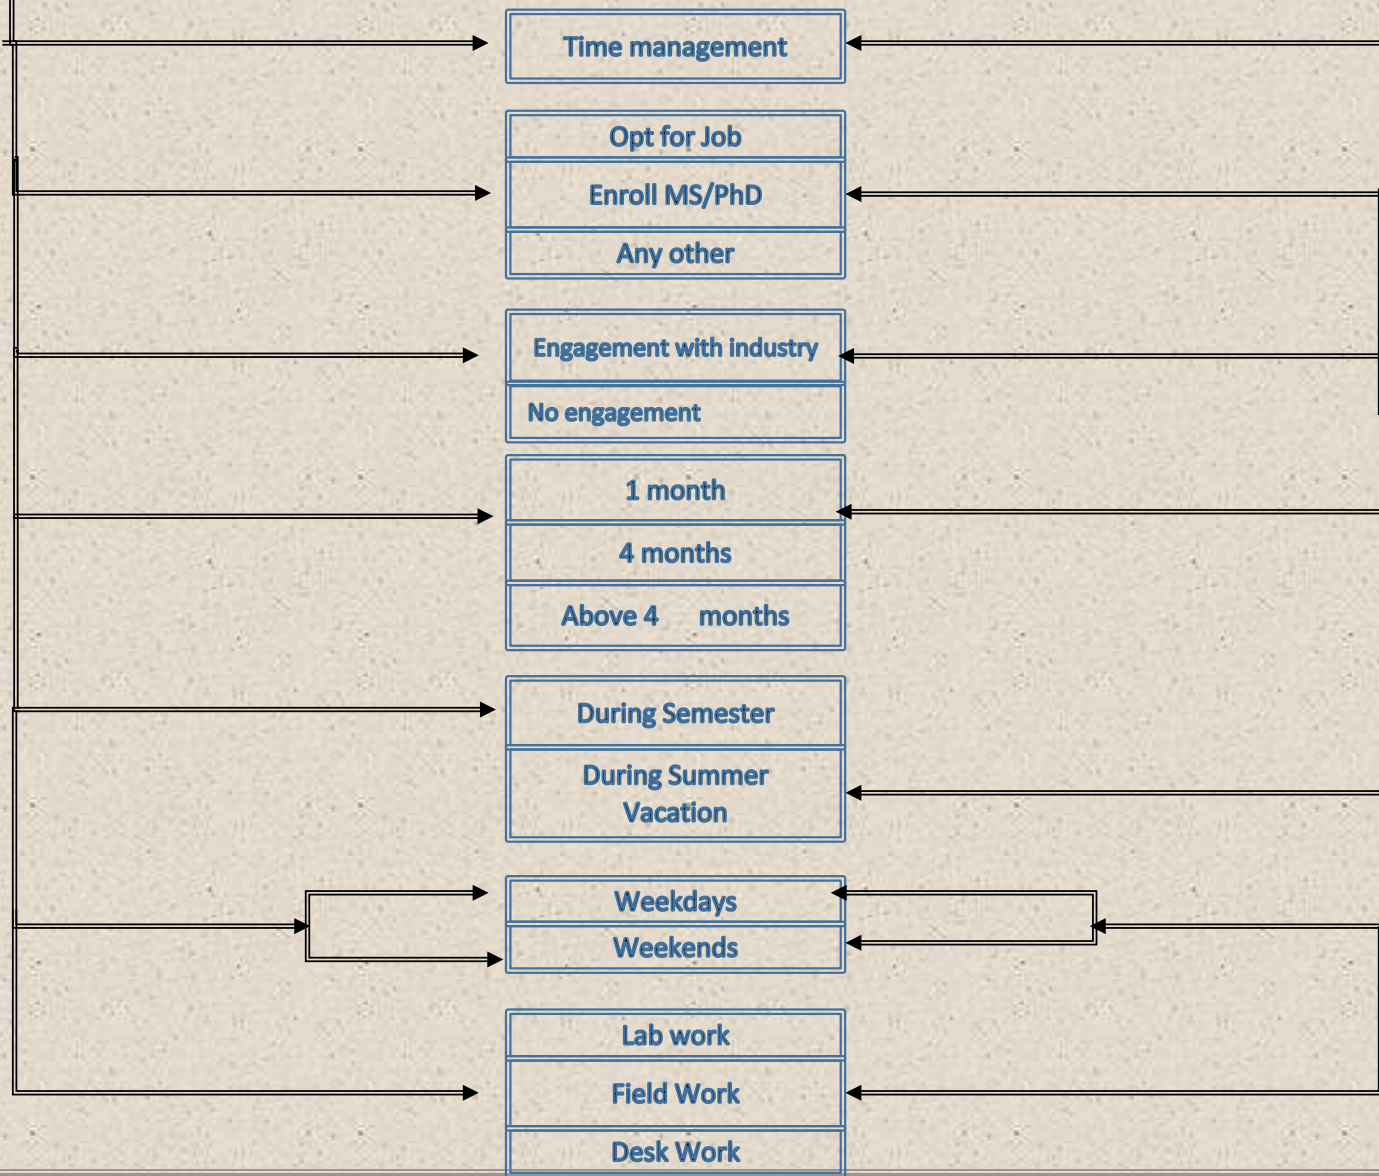 Time management
Opt for Job
Enroll MS/PhD
Any other
Engagement with industry
No engagement
1 month
4 months
Above 4 months
During Semester
During Summer
Vacation
Weekdays
Weekends
Lab work
Field Work
Desk Work